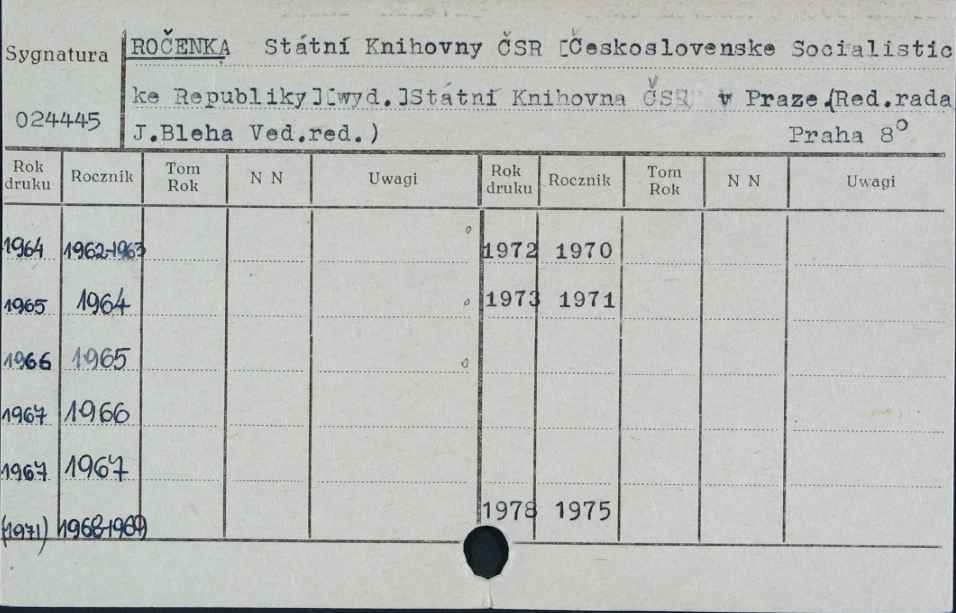 Sygnatura
024445
ROČENKA Státní Knihovny ČSR [Československe Socialistic
ke Republiky][wyd.]Státní Knihovna ČSR v Praze.(Red.rada
J.Bleha Ved.red.) Praha 8°
Rok druku Rocznik Tom Rok N N Uwagi Rok druku Rocznik Tom Rok N N Uwagi
1964 1962-1963 1972 1970
1965 1964 1973 1971
1966 1965
1967 1966
1967 1967
(1971) 1968-1969 1978 1975